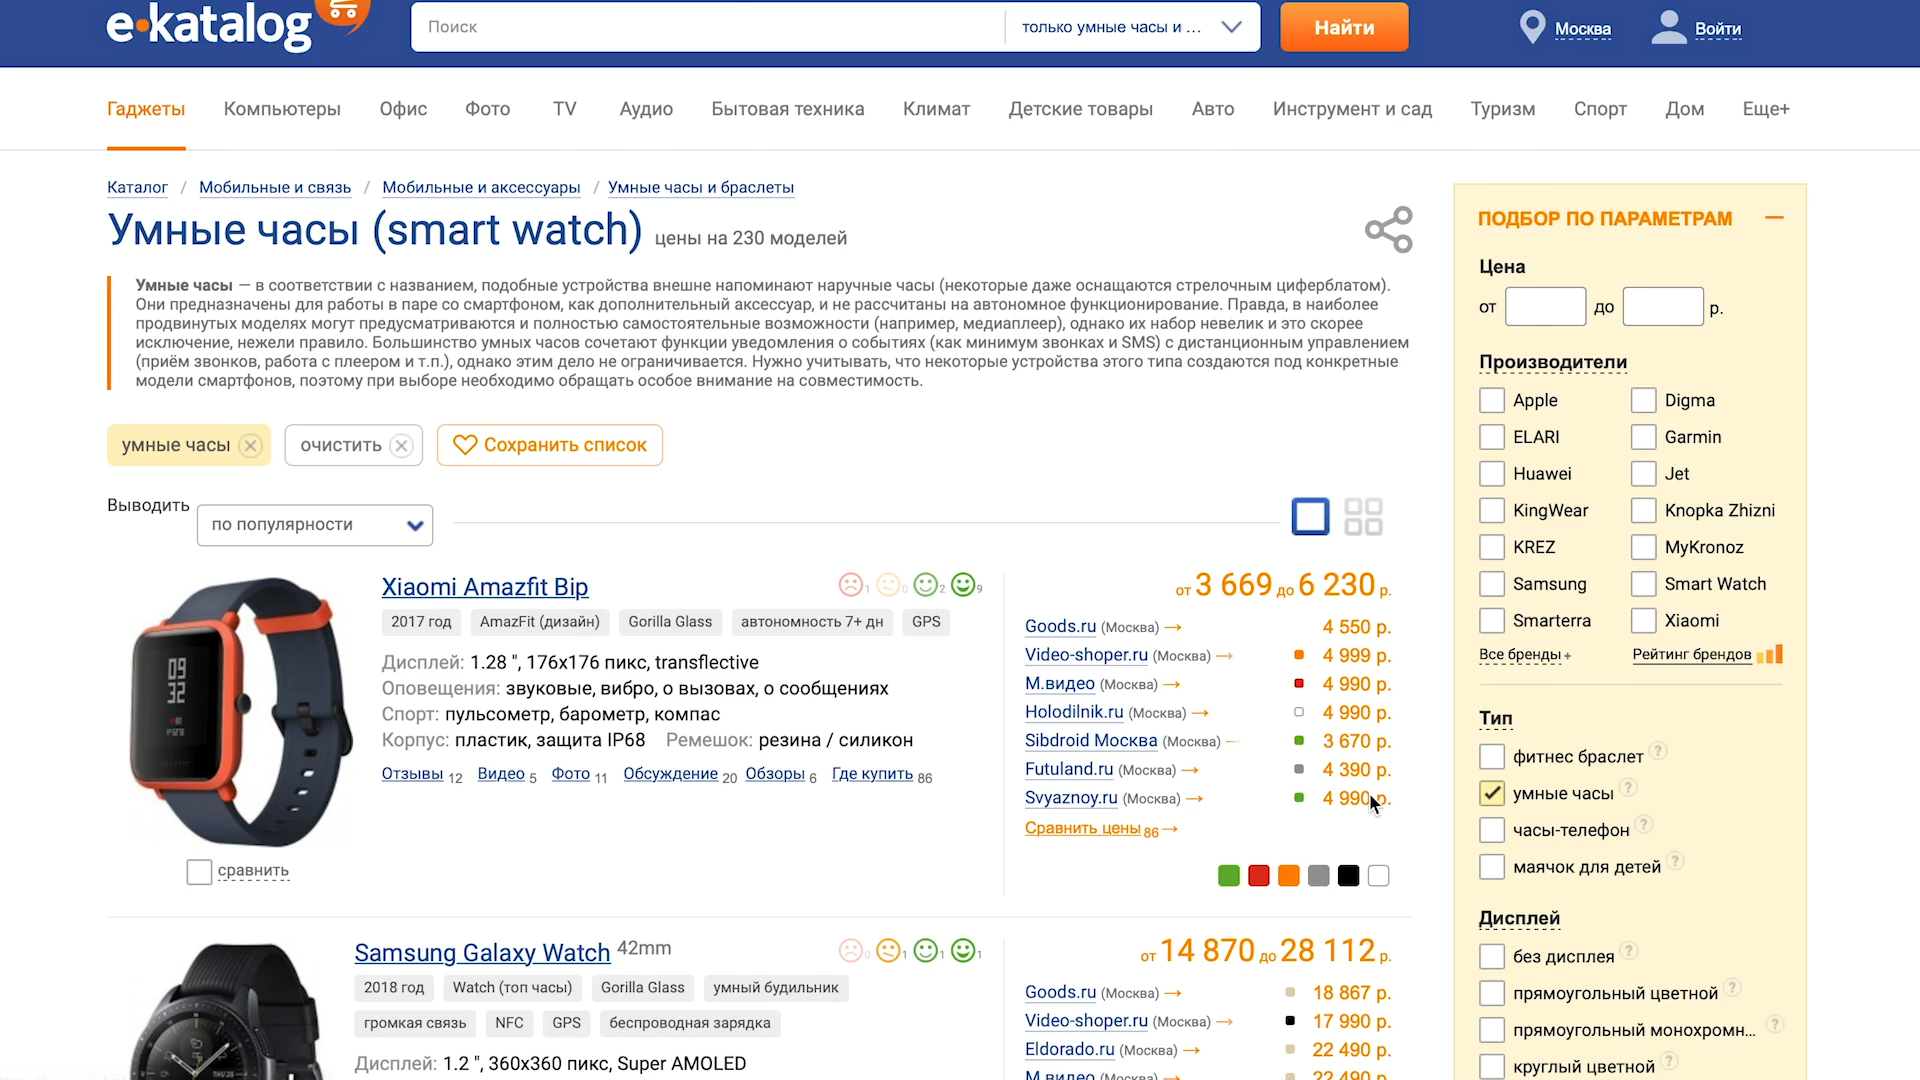 e-katalog
Поиск
только умные часы и ...
Найти
Москва
Войти
Гаджеты Компьютеры Офис Фото TV Аудио Бытовая техника Климат Детские товары Авто Инструмент и сад Туризм Спорт Дом Еще+
Каталог / Мобильные и связь / Мобильные и аксессуары / Умные часы и браслеты
Умные часы (smart watch) цены на 230 моделей
Умные часы — в соответствии с названием, подобные устройства внешне напоминают наручные часы (некоторые даже оснащаются стрелочным циферблатом).
Они предназначены для работы в паре со смартфоном, как дополнительный аксессуар, и не рассчитаны на автономное функционирование. Правда, в наиболее
продвинутых моделях могут предусматриваются и полностью самостоятельные возможности (например, медиаплеер), однако их набор невелик и это скорее
исключение, нежели правило. Большинство умных часов сочетают функции уведомления о событиях (как минимум звонках и SMS) с дистанционным управлением
(приём звонков, работа с плеером и т.п.), однако этим дело не ограничивается. Нужно учитывать, что некоторые устройства этого типа создаются под конкретные
модели смартфонов, поэтому при выборе необходимо обращать особое внимание на совместимость.
умные часы
очистить
Сохранить список
Выводить
по популярности
Xiaomi Amazfit Bip
1 0 2 9
2017 год AmazFit (дизайн) Gorilla Glass автономность 7+ дн GPS
Дисплей: 1.28 ", 176x176 пикс, transflective
Оповещения: звуковые, вибро, о вызовах, о сообщениях
Спорт: пульсометр, барометр, компас
Корпус: пластик, защита IP68 Ремешок: резина / силикон
Отзывы 12 Видео 5 Фото 11 Обсуждение 20 Обзоры 6 Где купить 86
09
32
сравнить
от 3 669 до 6 230 р.
Goods.ru (Москва) → 4 550 р.
Video-shoper.ru (Москва) → 4 999 р.
М.видео (Москва) → 4 990 р.
Holodilnik.ru (Москва) → 4 990 р.
Sibdroid Москва (Москва) 3 670 р.
Futuland.ru (Москва) → 4 390 р.
Svyaznoy.ru (Москва) → 4 990 р.
Сравнить цены 86 →
Samsung Galaxy Watch 42mm
0 1 1 1
2018 год Watch (топ часы) Gorilla Glass умный будильник
громкая связь NFC GPS беспроводная зарядка
Дисплей: 1.2 ", 360x360 пикс, Super AMOLED
от 14 870 до 28 112 р.
Goods.ru (Москва) → 18 867 р.
Video-shoper.ru (Москва) → 17 990 р.
Eldorado.ru (Москва) → 22 490 р.
М.видео (Москва) → 22 490 р.
ПОДБОР ПО ПАРАМЕТРАМ
Цена
от до р.
Производители
Apple Digma
ELARI Garmin
Huawei Jet
KingWear Knopka Zhizni
KREZ MyKronoz
Samsung Smart Watch
Smarterra Xiaomi
Все бренды+ Рейтинг брендов
Тип
фитнес браслет ?
умные часы ?
часы-телефон ?
маячок для детей ?
Дисплей
без дисплея ?
прямоугольный цветной ?
прямоугольный монохромн... ?
круглый цветной ?